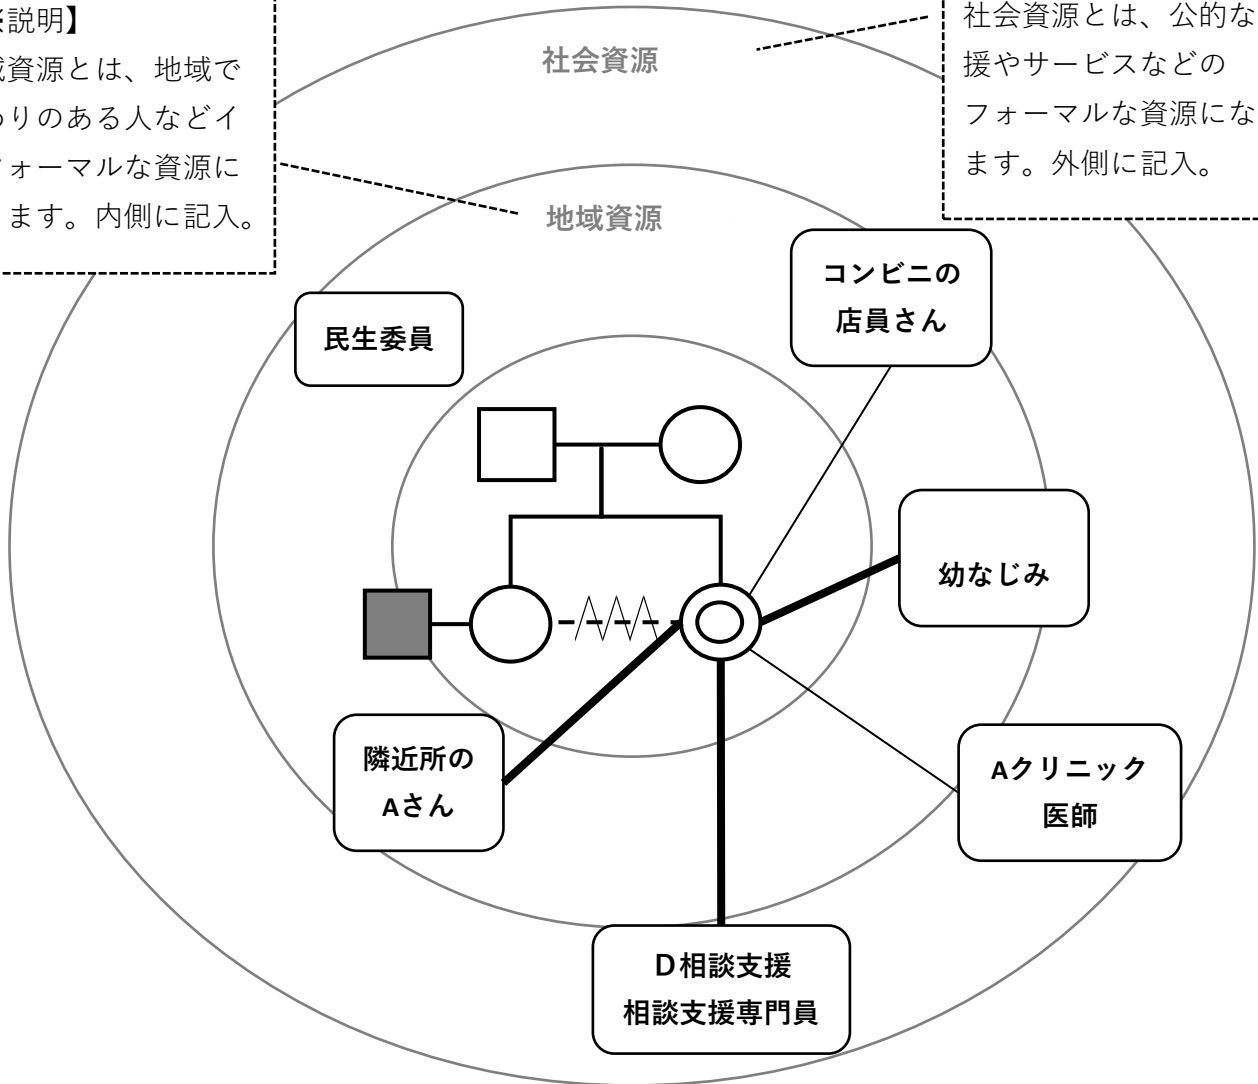 説明】
資源とは、地域で
わりのある人などイ
フォーマルな資源に
ます。内側に記入。
社会資源とは、公的な
援やサービスなどの
フォーマルな資源にな
ます。外側に記入。
社会資源
地域資源
コンビニの
店員さん
民生委員
幼なじみ
隣近所の
Aさん
Aクリニック
医師
D相談支援
相談支援専門員